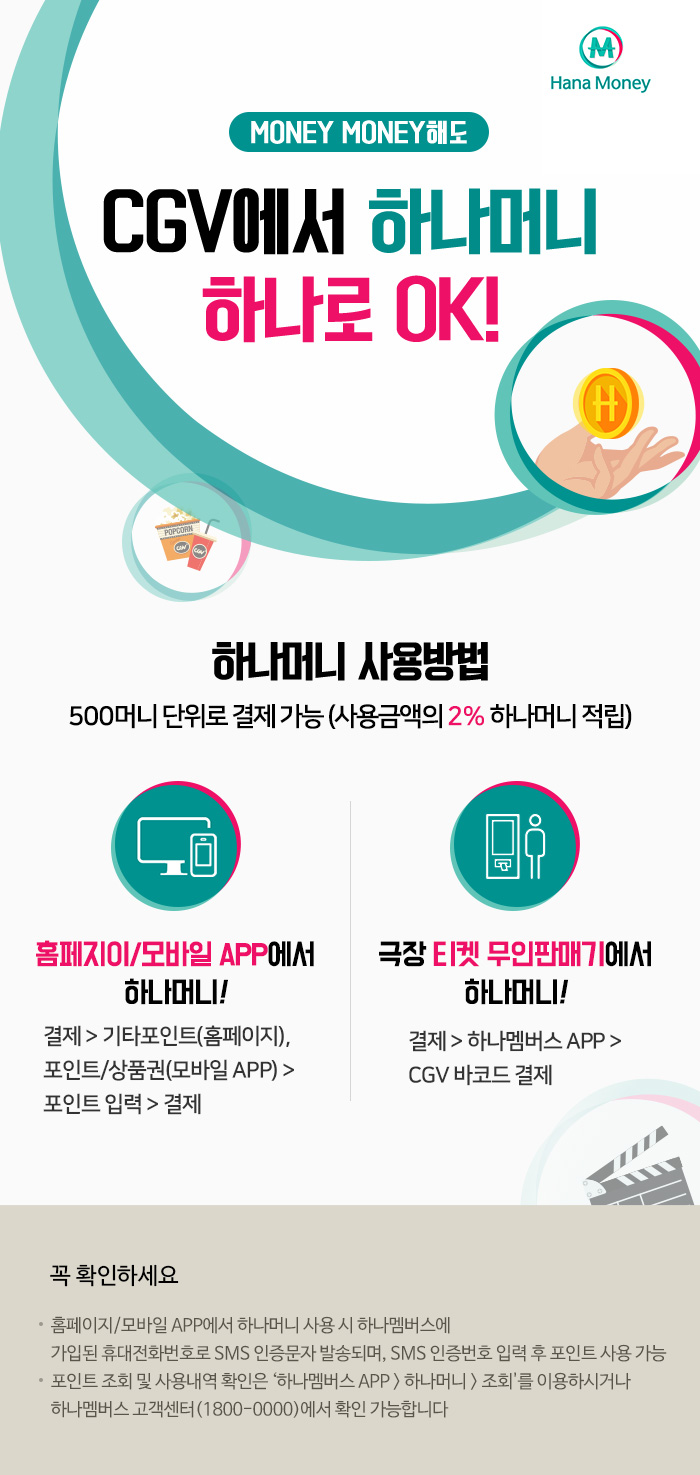 Hana Money
MONEY MONEY해도
CGV에서 하나머니
하나로 OK!
POPCORN
CGV
CGV
하나머니 사용방법
500머니 단위로 결제 가능 (사용금액의 2% 하나머니 적립)
홈페지이/모바일 APP에서
하나머니!
결제 > 기타포인트(홈페이지),
포인트/상품권(모바일 APP) >
포인트 입력 > 결제
극장 티켓 무인판매기에서
하나머니!
결제 > 하나멤버스 APP >
CGV 바코드 결제
꼭 확인하세요
• 홈페이지/모바일 APP에서 하나머니 사용 시 하나멤버스에
가입된 휴대전화번호로 SMS 인증문자 발송되며, SMS 인증번호 입력 후 포인트 사용 가능
• 포인트 조회 및 사용내역 확인은 ‘하나멤버스 APP > 하나머니 > 조회'를 이용하시거나
하나멤버스 고객센터(1800-0000)에서 확인 가능합니다